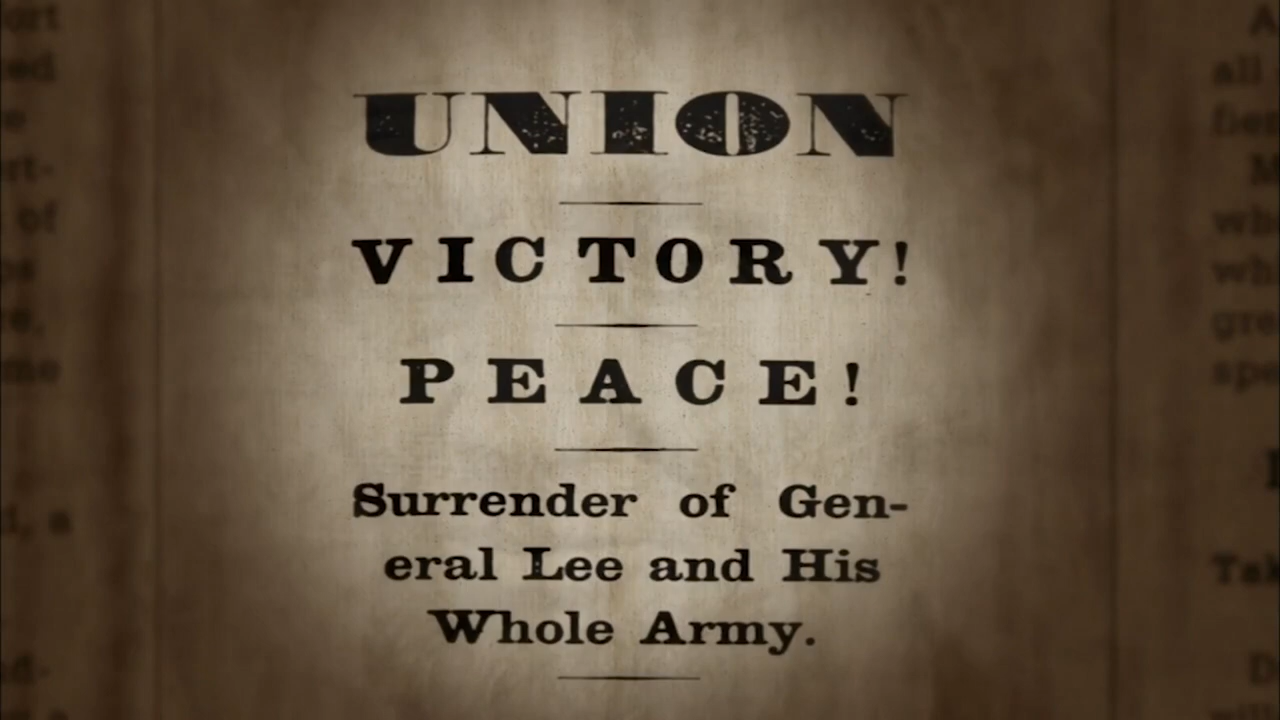 UNION
VICTORY!
PEACE!
Surrender of Gen-
eral Lee and His
Whole Army.